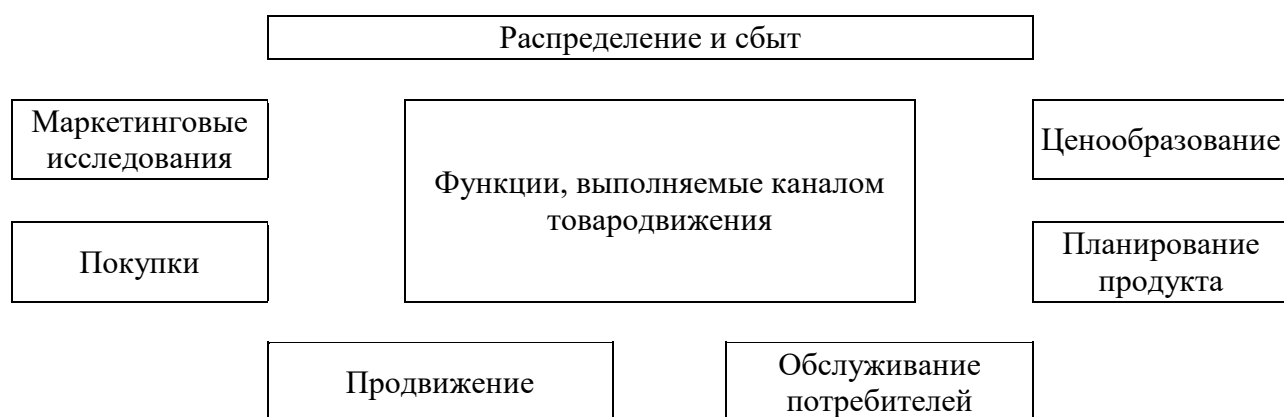 Распределение и сбыт
Маркетинговые
исследования
Функции, выполняемые каналом
товародвижения
Ценообразование
Покупки
Планирование
продукта
Продвижение
Обслуживание
потребителей